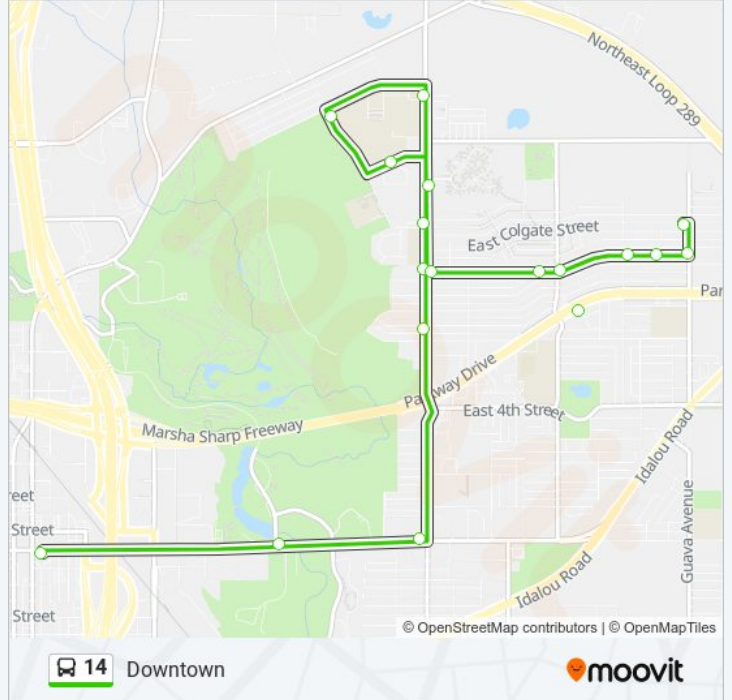 Northeast Loop 289
East Colgate Street
Par
Parkway Drive
East 4th Street
Marsha Sharp Freeway
Idalou Road
reet
Street
Guava Avenue
Idalou Road
Street
© OpenStreetMap contributors | © OpenMapTiles
14 Downtown
moovit